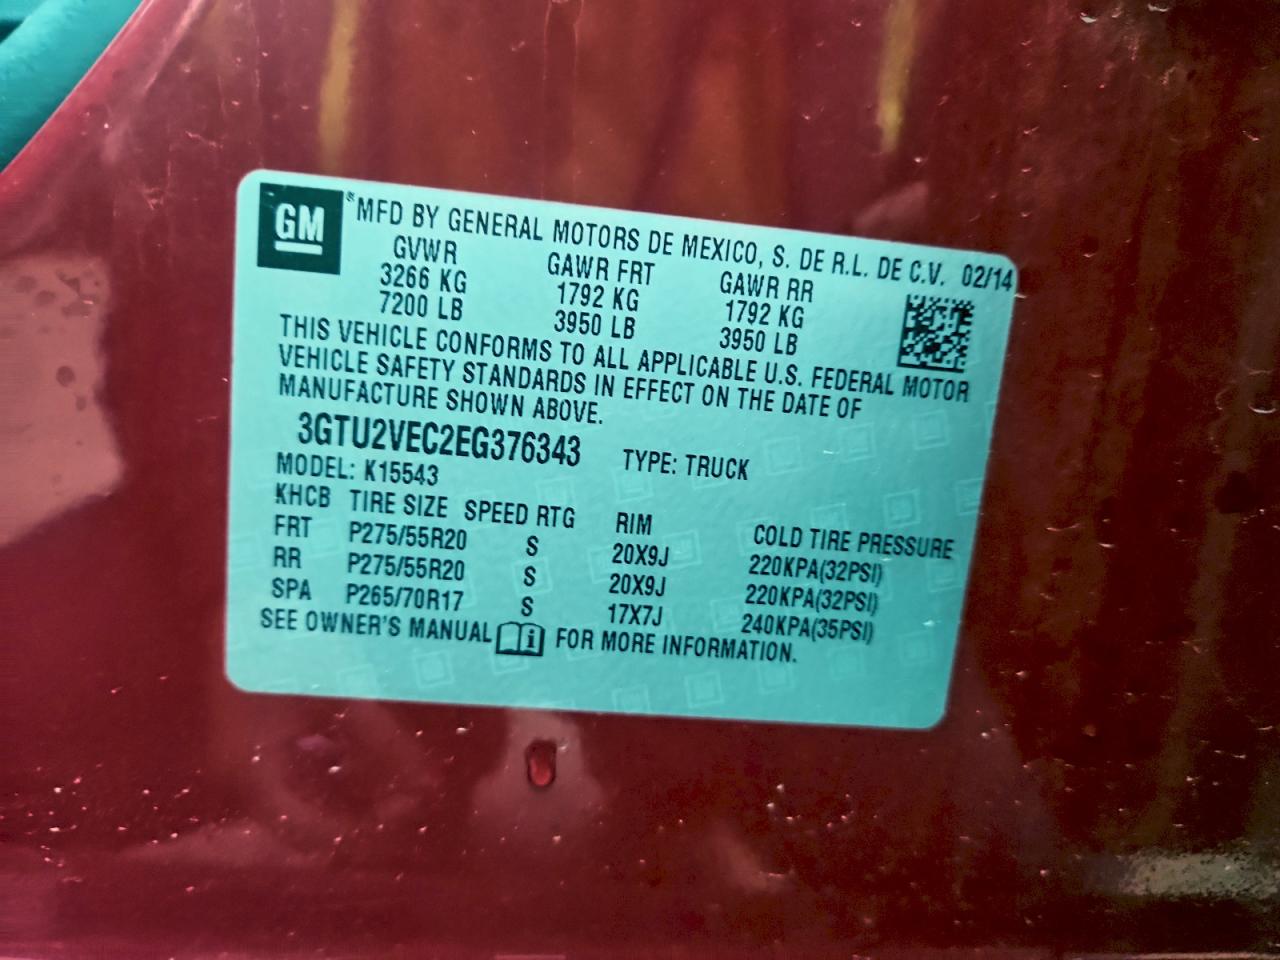 GM
® MFD BY GENERAL MOTORS DE MEXICO, S. DE R.L. DE C.V. 02/14
GVWR GAWR FRT GAWR RR
3266 KG 1792 KG 1792 KG
7200 LB 3950 LB 3950 LB
THIS VEHICLE CONFORMS TO ALL APPLICABLE U.S. FEDERAL MOTOR
VEHICLE SAFETY STANDARDS IN EFFECT ON THE DATE OF
MANUFACTURE SHOWN ABOVE.
3GTU2VEC2EG376343 TYPE: TRUCK
MODEL: K15543
KHCB TIRE SIZE SPEED RTG RIM COLD TIRE PRESSURE
FRT P275/55R20 S 20X9J 220KPA(32PSI)
RR P275/55R20 S 20X9J 220KPA(32PSI)
SPA P265/70R17 S 17X7J 240KPA(35PSI)
SEE OWNER'S MANUAL i FOR MORE INFORMATION.